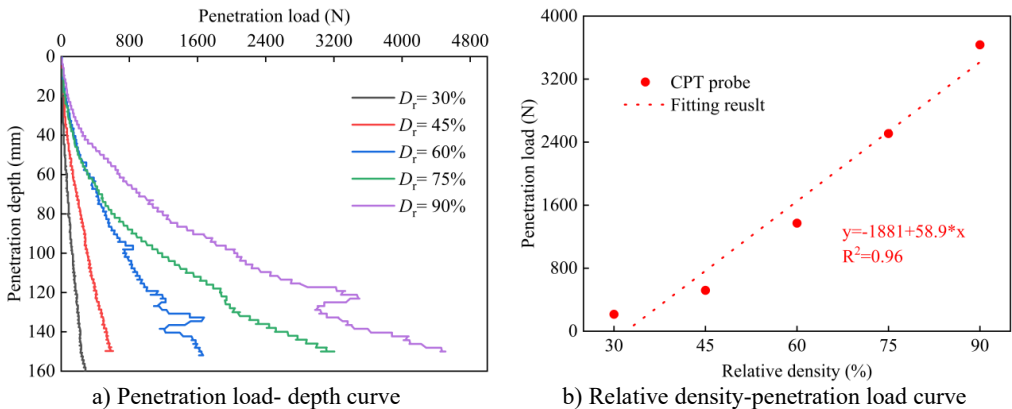 Penetration load (N)
0 800 1600 2400 3200 4000 4800
0
20
40
60
80
100
120
140
160
Penetration depth (mm)
Dr= 30%
Dr= 45%
Dr= 60%
Dr= 75%
Dr= 90%
a) Penetration load- depth curve
4000
3200
2400
1600
800
0
Penetration load (N)
CPT probe
Fitting reuslt
y=-1881+58.9*x
R²=0.96
30 45 60 75 90
Relative density (%)
b) Relative density-penetration load curve